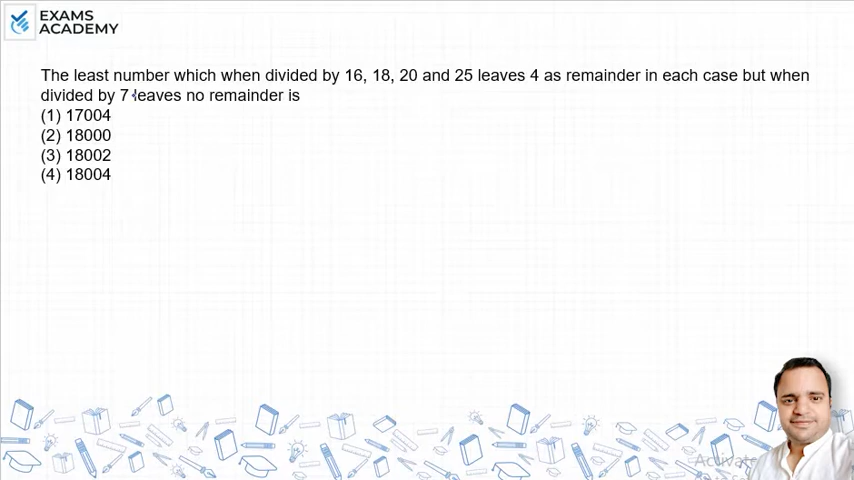 EXAMS
ACADEMY
The least number which when divided by 16, 18, 20 and 25 leaves 4 as remainder in each case but when
divided by 7 leaves no remainder is
(1) 17004
(2) 18000
(3) 18002
(4) 18004
Activate